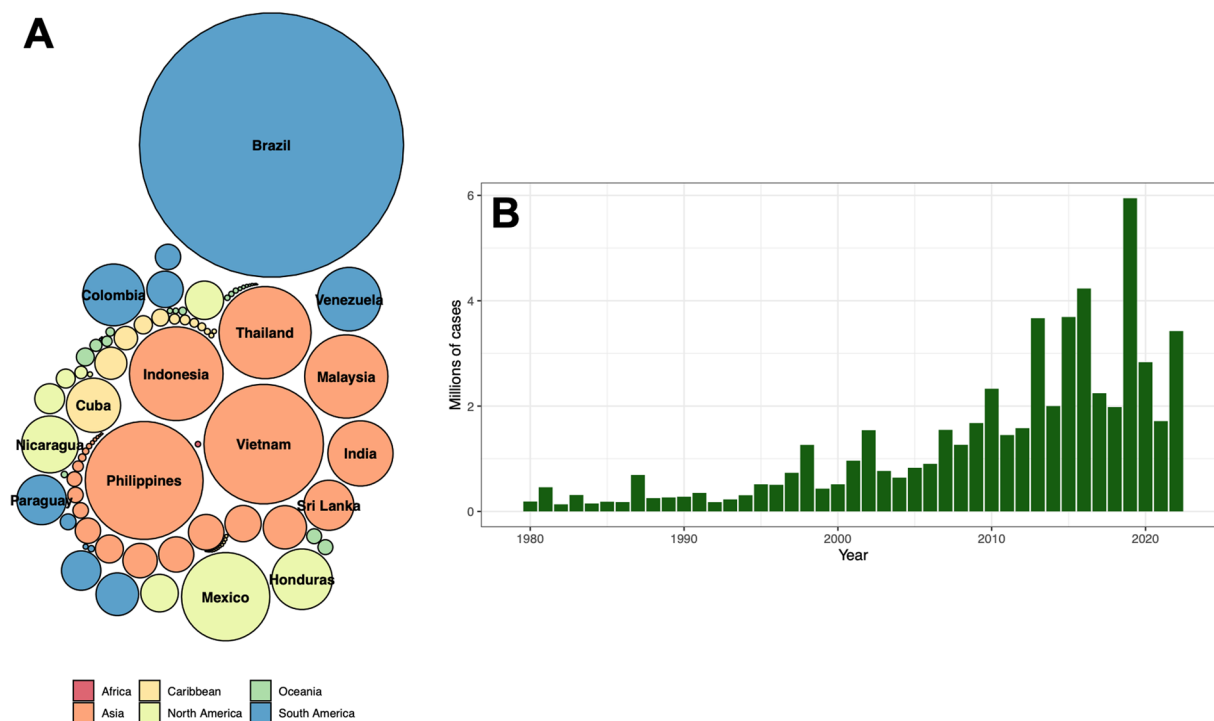 A
Brazil
Colombia
Venezuela
Thailand
Indonesia
Malaysia
Cuba
Nicaragua
Vietnam
India
Philippines
Paraguay
Sri Lanka
Honduras
Mexico
Africa
Caribbean
Oceania
Asia
North America
South America
B
Millions of cases
6
4
2
0
1980
1990
2000
2010
2020
Year